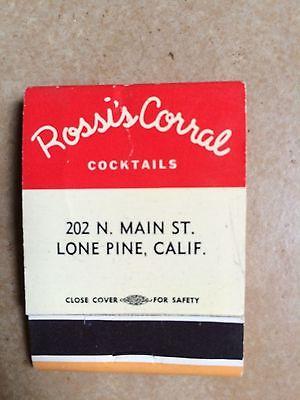 Rossi's Corral
COCKTAILS
202 N. MAIN ST.
LONE PINE, CALIF.
CLOSE COVER FOR SAFETY